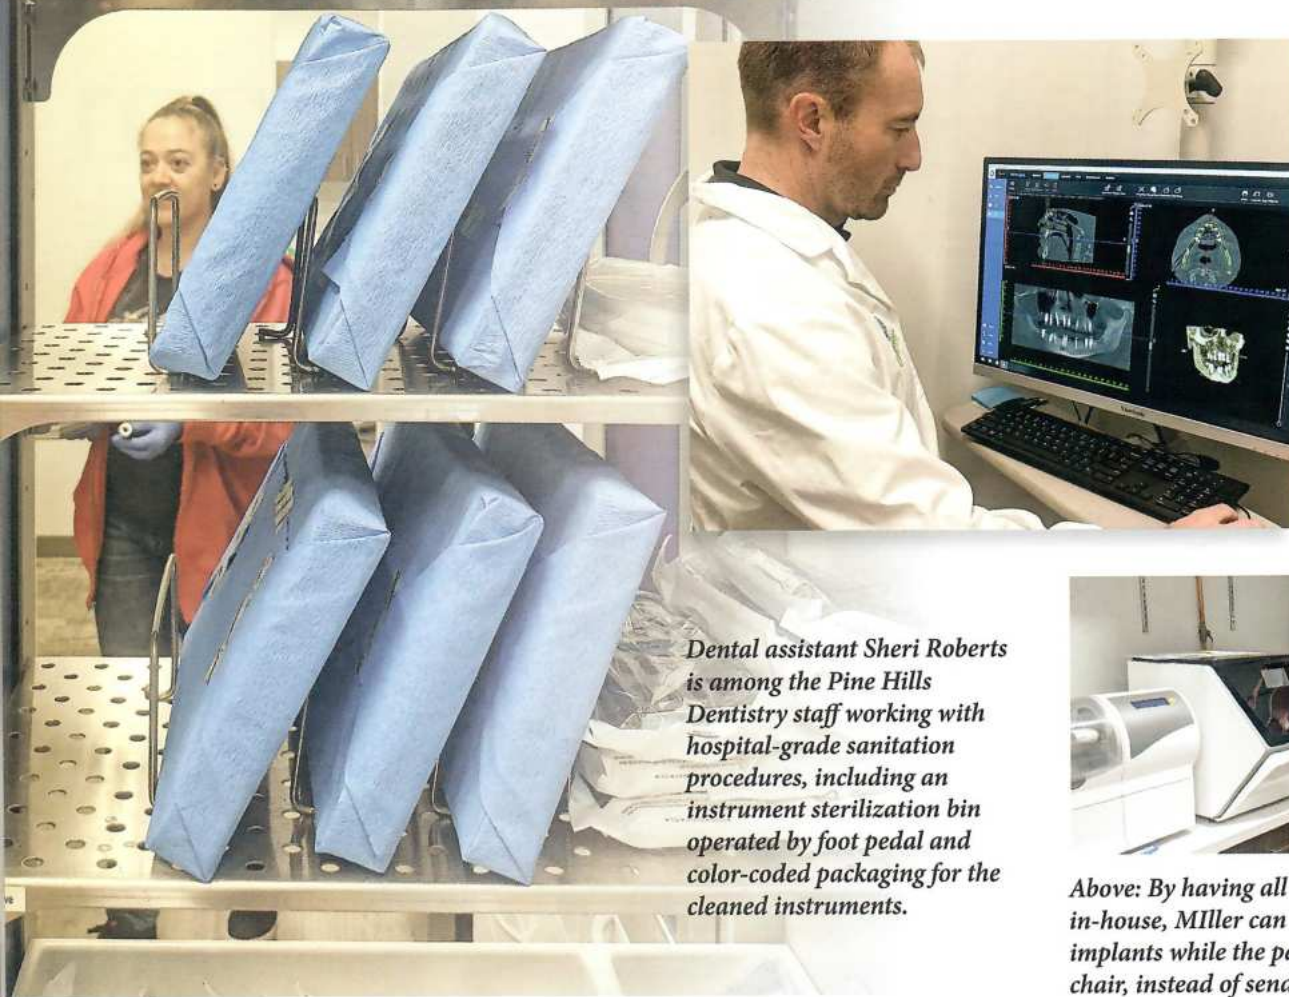 Dental assistant Sheri Roberts
is among the Pine Hills
Dentistry staff working with
hospital-grade sanitation
procedures, including an
instrument sterilization bin
operated by foot pedal and
color-coded packaging for the
cleaned instruments.
Above: By having all
in-house, MIller can
implants while the
chair, instead of